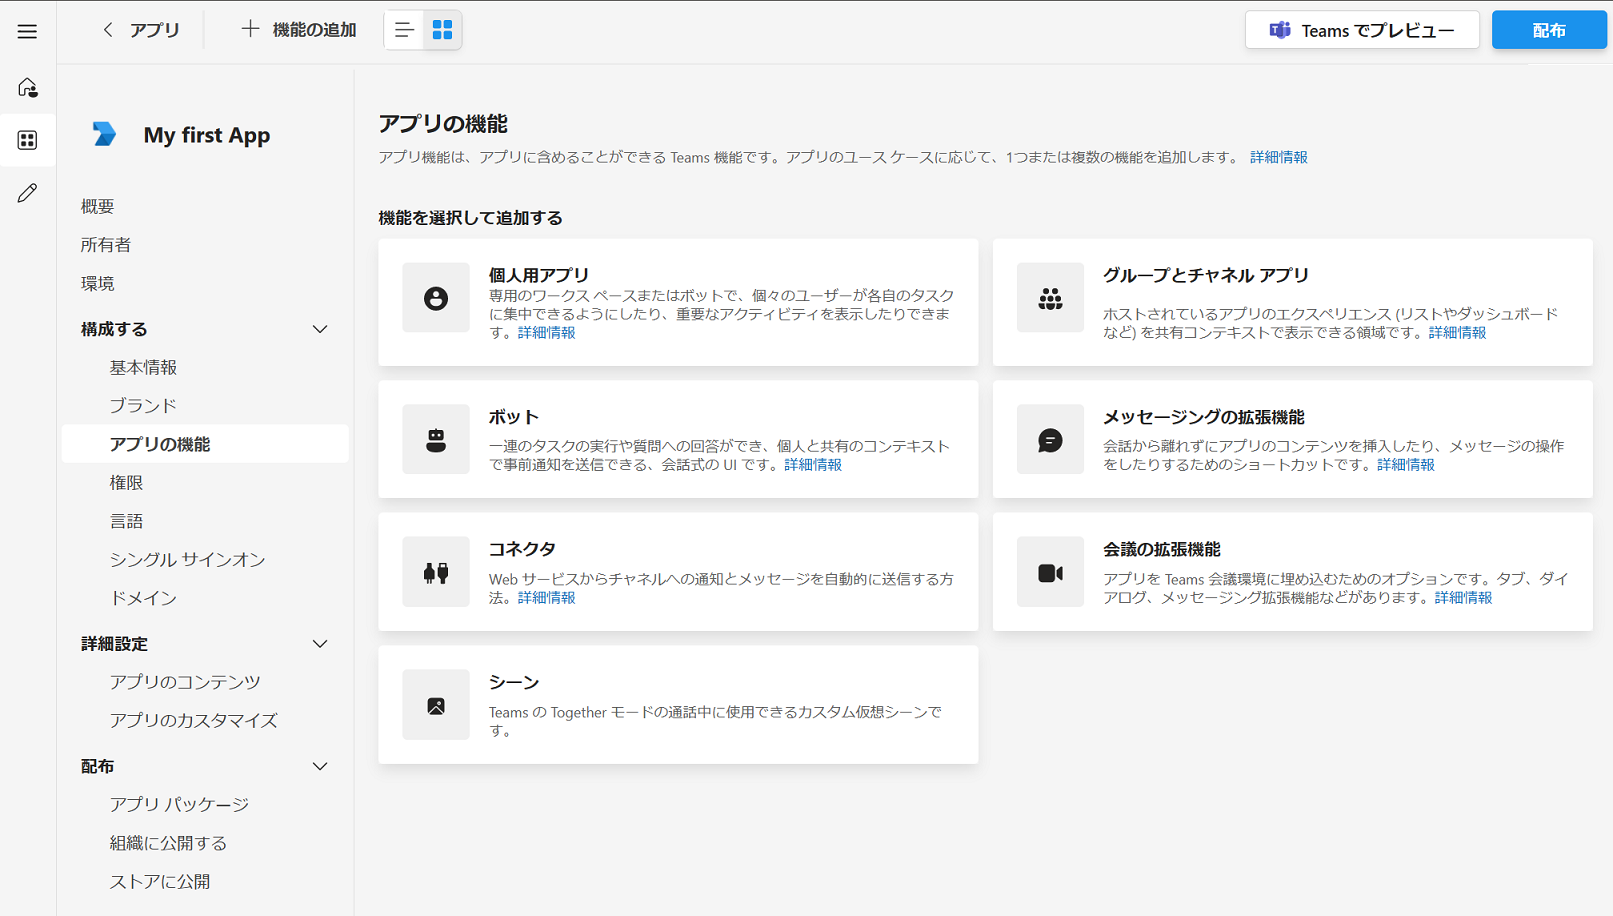 アプリ
機能の追加
Teams でプレビュー
配布
My first App
概要
所有者
環境
構成する
基本情報
ブランド
アプリの機能
権限
言語
シングル サインオン
ドメイン
詳細設定
アプリのコンテンツ
アプリのカスタマイズ
配布
アプリ パッケージ
組織に公開する
ストアに公開
アプリの機能
アプリ機能は、アプリに含めることができる Teams 機能です。アプリのユース ケースに応じて、1つまたは複数の機能を追加します。 詳細情報
機能を選択して追加する
個人用アプリ
専用のワークス ペースまたはボットで、個々のユーザーが各自のタスク
に集中できるようにしたり、重要なアクティビティを表示したりできま
す。詳細情報
グループとチャネル アプリ
ホストされているアプリのエクスペリエンス (リストやダッシュボード
など) を共有コンテキストで表示できる領域です。詳細情報
ボット
一連のタスクの実行や質問への回答ができ、個人と共有のコンテキスト
で事前通知を送信できる、会話式の UI です。詳細情報
メッセージングの拡張機能
会話から離れずにアプリのコンテンツを挿入したり、メッセージの操作
をしたりするためのショートカットです。詳細情報
コネクタ
Web サービスからチャネルへの通知とメッセージを自動的に送信する方
法。詳細情報
会議の拡張機能
アプリを Teams 会議環境に埋め込むためのオプションです。タブ、ダイ
アログ、メッセージング拡張機能などがあります。詳細情報
シーン
Teams の Together モードの通話中に使用できるカスタム仮想シーンで
す。